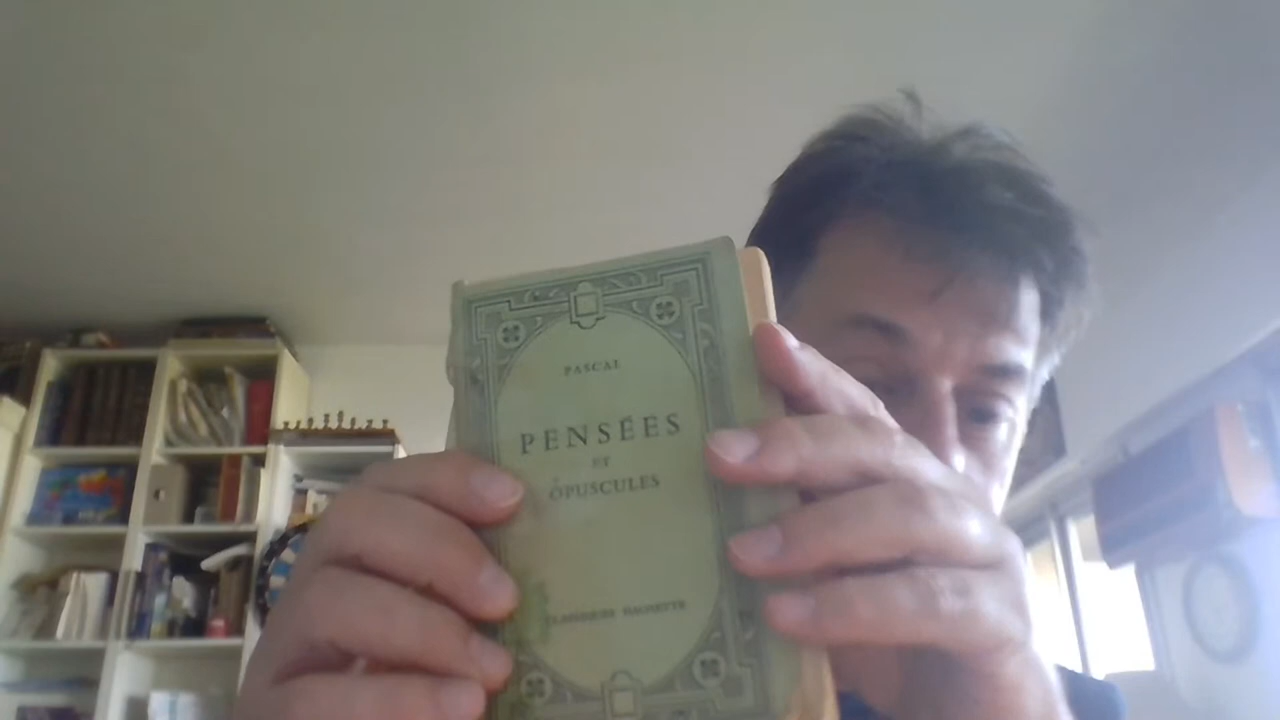 PASCAL
PENSÉES
ET
OPUSCULES
CLASSIQUES HACHETTE